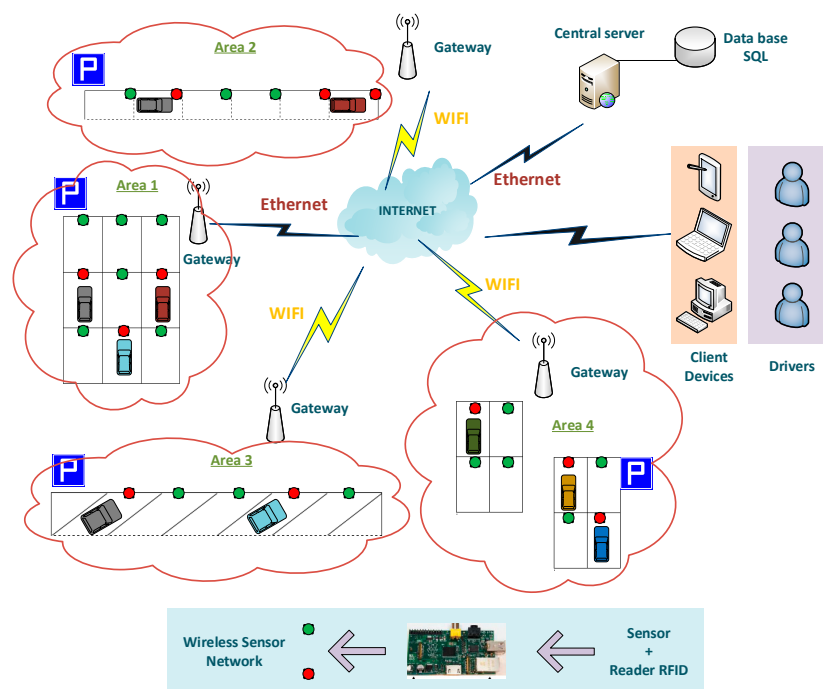 Area 2
P
Gateway
Central server
Data base
SQL
WIFI
Ethernet
Area 1
P
Ethernet
INTERNET
Gateway
WIFI
WIFI
Gateway
Gateway
Client
Devices
Drivers
Area 3
P
Area 4
P
Wireless Sensor
Network
Sensor
+
Reader RFID